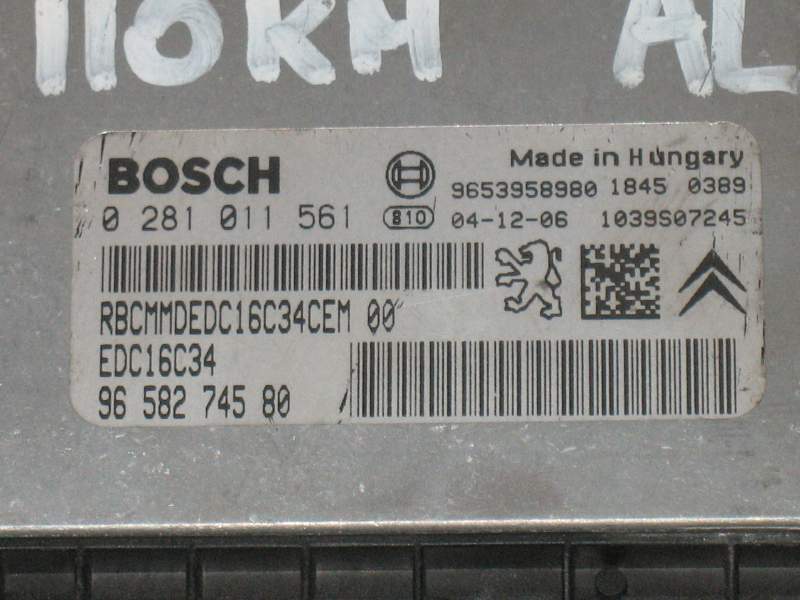 110KM AL
BOSCH
Made in Hungary
9653958980 1845 0389
0 281 011 561 810 04-12-06 1039S07245
RBCMMDEDC16C34CEM 00
EDC16C34
96 582 745 80